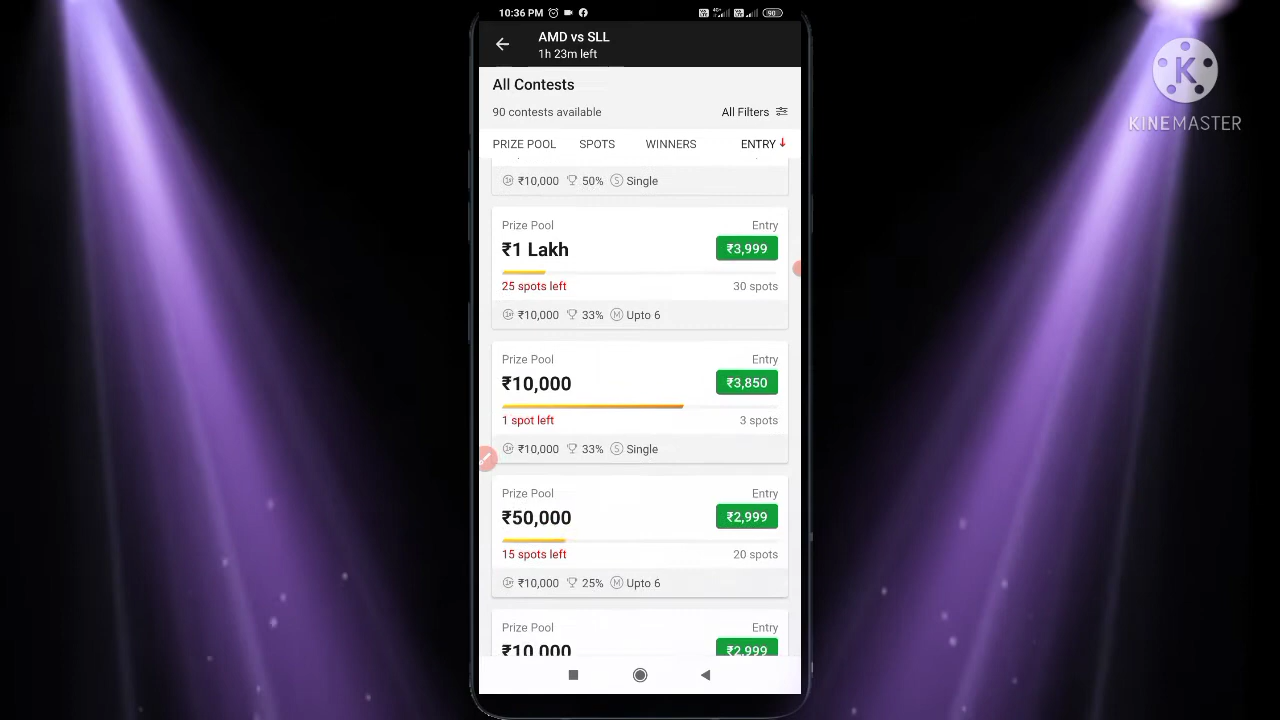 10:36 PM
90
AMD vs SLL
1h 23m left
All Contests
90 contests available
All Filters
PRIZE POOL SPOTS WINNERS ENTRY
₹10,000 50% S Single
Prize Pool Entry
₹1 Lakh ₹3,999
25 spots left 30 spots
₹10,000 33% M Upto 6
Prize Pool Entry
₹10,000 ₹3,850
1 spot left 3 spots
₹10,000 33% S Single
Prize Pool Entry
₹50,000 ₹2,999
15 spots left 20 spots
₹10,000 25% M Upto 6
Prize Pool Entry
₹10,000 ₹2,999
K
KINEMASTER